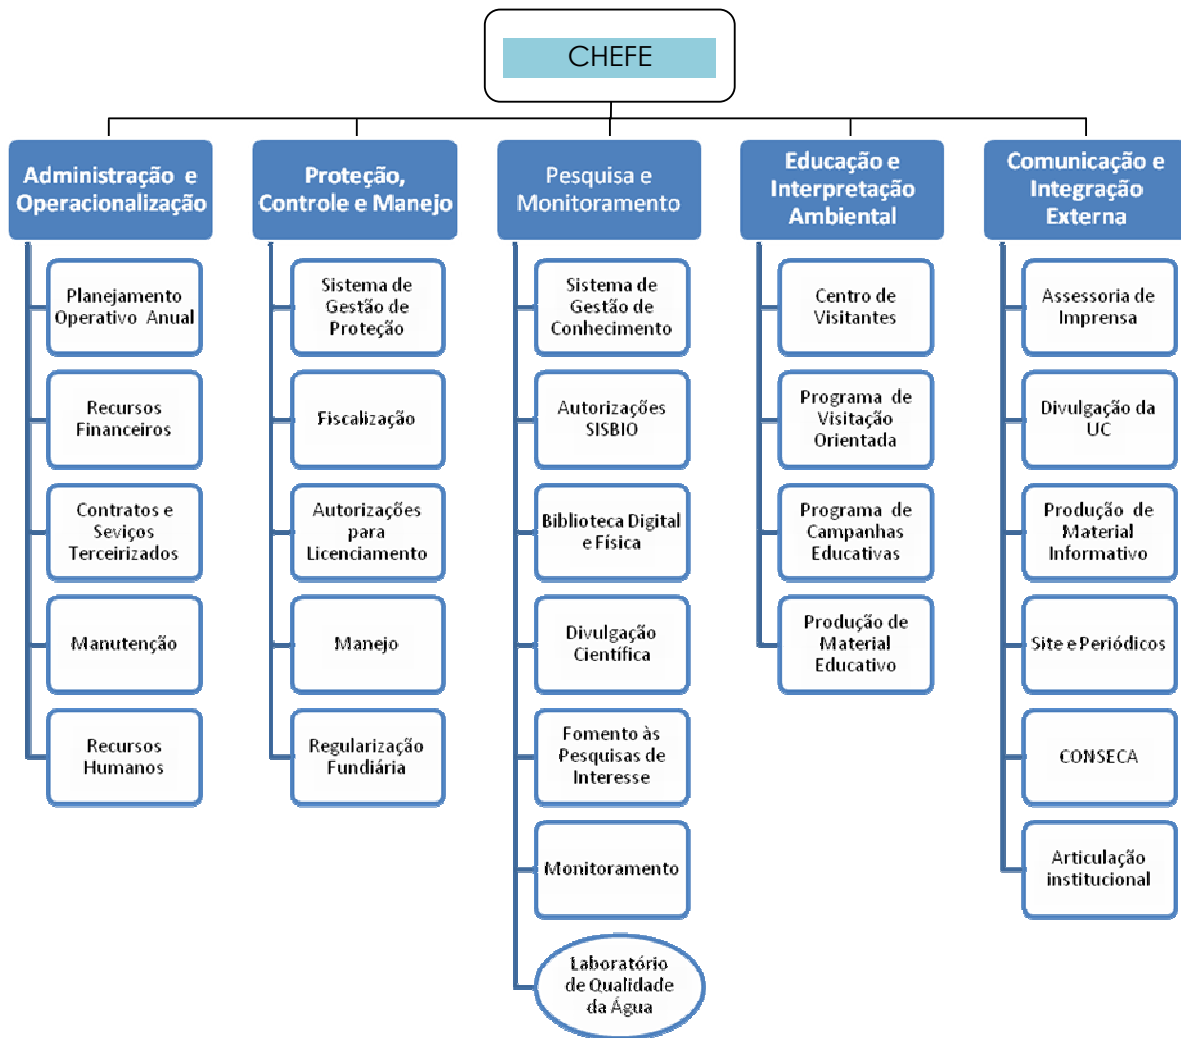 CHEFE
Administração e
Operacionalização
Planejamento
Operativo Anual
Recursos
Financeiros
Contratos e
Seviços
Terceirizados
Manutenção
Recursos
Humanos
Proteção,
Controle e Manejo
Sistema de
Gestão de
Proteção
Fiscalização
Autorizações
para
Licenciamento
Manejo
Regularização
Fundiária
Pesquisa e
Monitoramento
Sistema de
Gestão de
Conhecimento
Autorizações
SISBIO
Biblioteca Digital
e Física
Divulgação
Científica
Fomento às
Pesquisas de
Interesse
Monitoramento
Laboratório
de Qualidade
da Água
Educação e
Interpretação
Ambiental
Centro de
Visitantes
Programa de
Visitação
Orientada
Programa de
Campanhas
Educativas
Produção de
Material
Educativo
Comunicação e
Integração
Externa
Assessoria de
Imprensa
Divulgação da
UC
Produção de
Material
Informativo
Site e Periódicos
CONSECA
Articulação
institucional